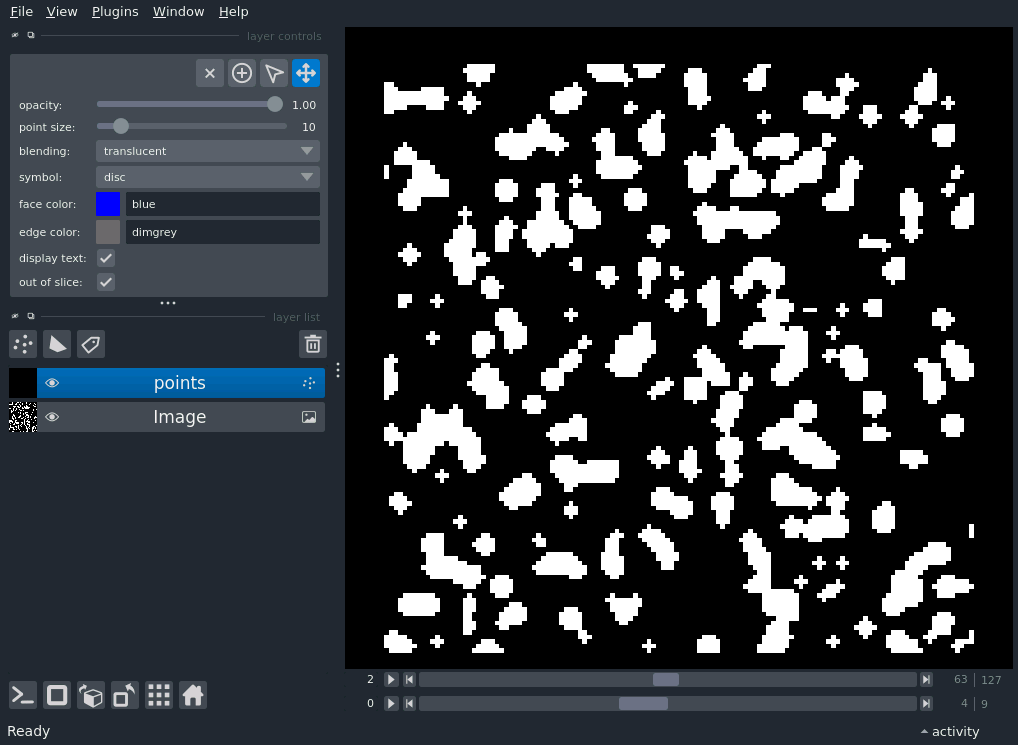 File View Plugins Window Help
layer controls
opacity: 1.00
point size: 10
blending: translucent
symbol: disc
face color: blue
edge color: dimgrey
display text:
out of slice:
layer list
points
Image
2 63 127
0 4 9
Ready activity